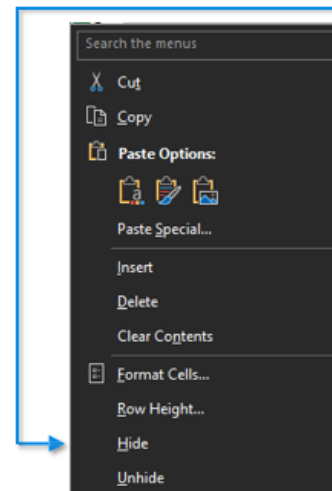 Search the menus
Cut
Copy
Paste Options:
Paste Special...
Insert
Delete
Clear Contents
Format Cells...
Row Height...
Hide
Unhide